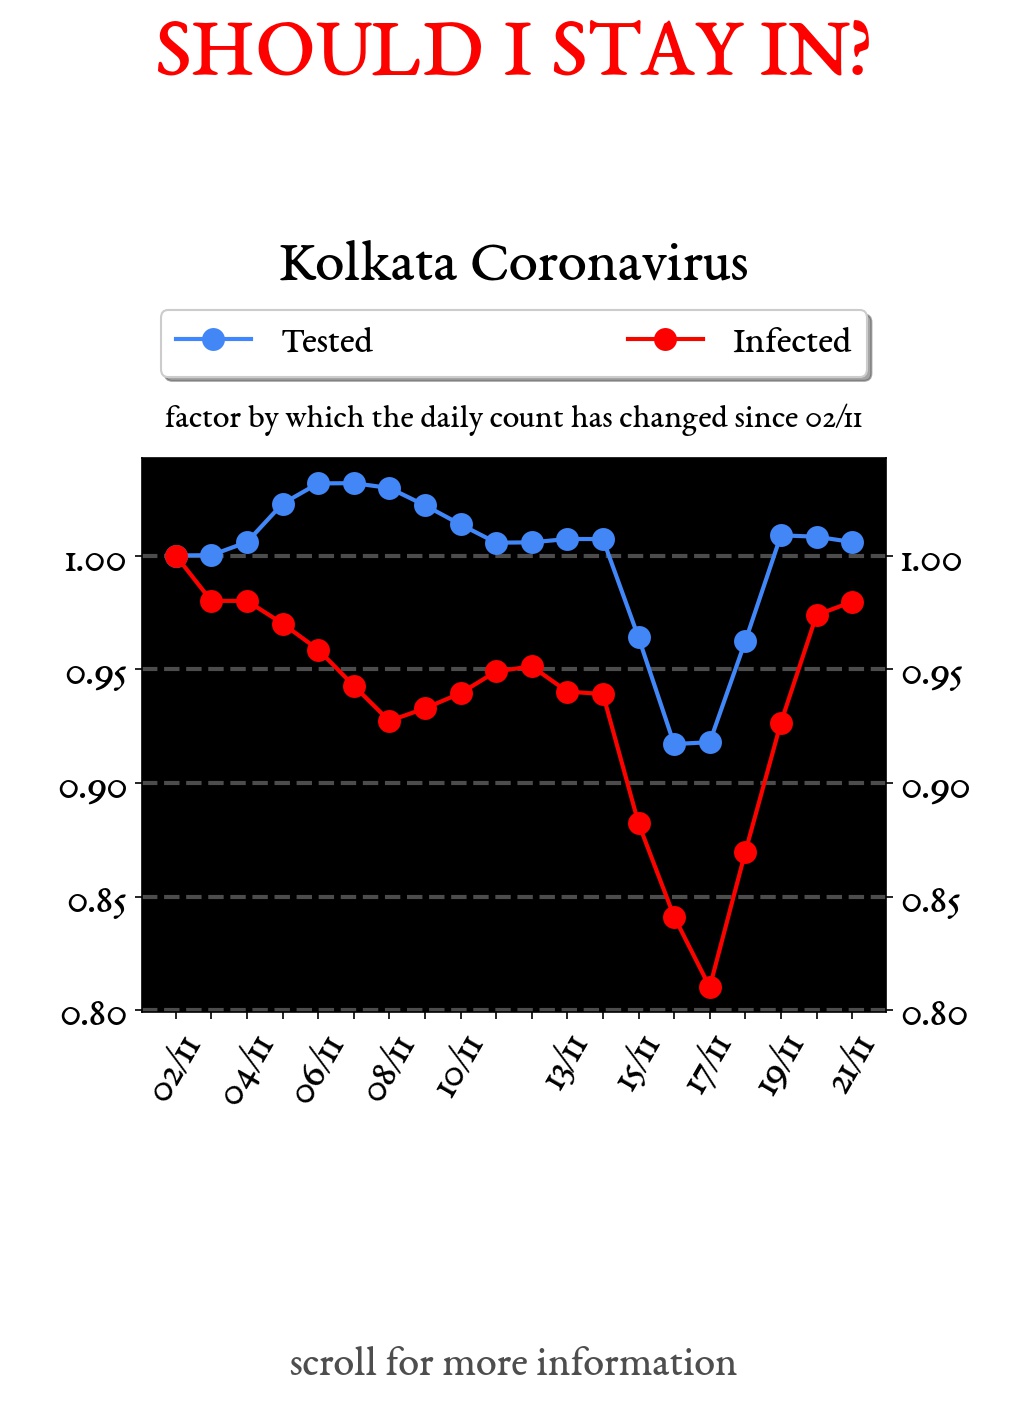 SHOULD I STAY IN?
Kolkata Coronavirus
Tested Infected
factor by which the daily count has changed since 02/11
1.00 1.00
0.95 0.95
0.90 0.90
0.85 0.85
0.80 0.80
02/11 04/11 06/11 08/11 10/11 13/11 15/11 17/11 19/11 21/11
scroll for more information